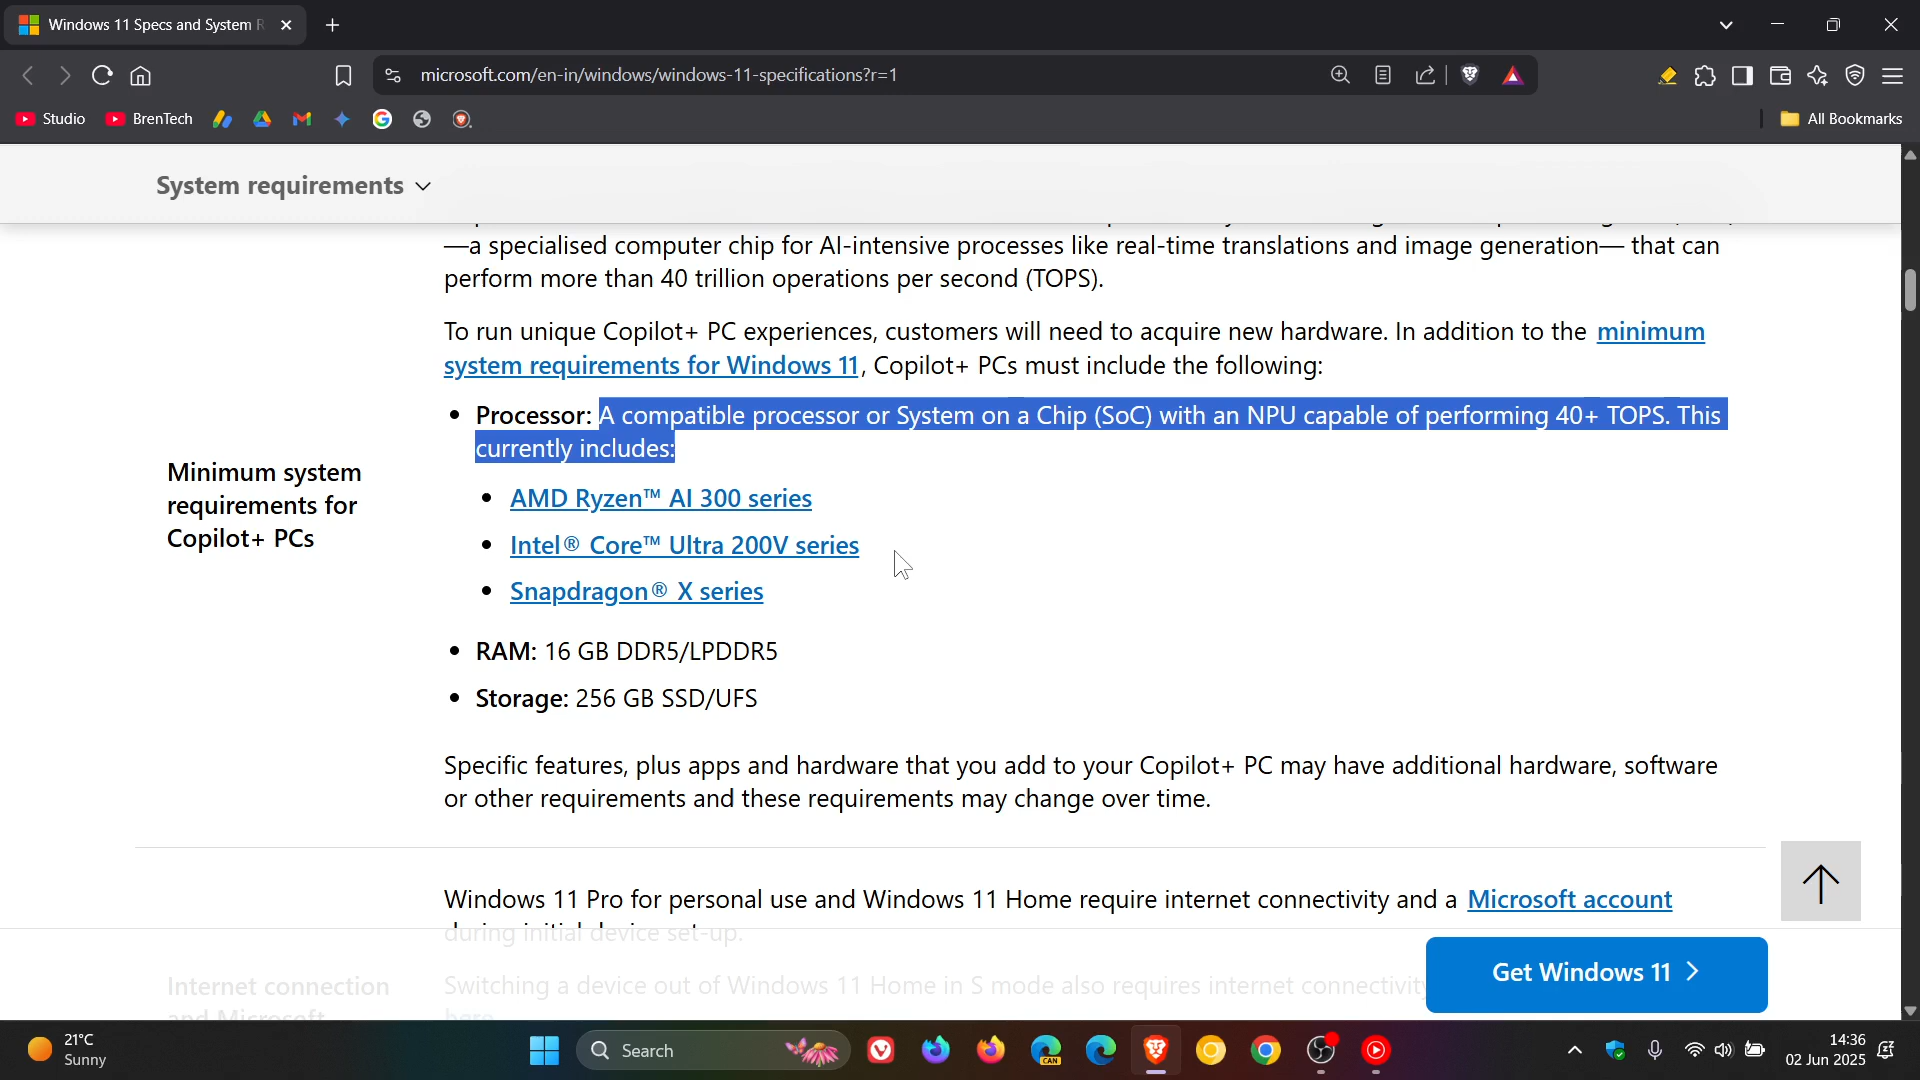 Windows 11 Specs and System R
microsoft.com/en-in/windows/windows-11-specifications?r=1
Studio
BrenTech
All Bookmarks
System requirements
—a specialised computer chip for AI-intensive processes like real-time translations and image generation— that can
perform more than 40 trillion operations per second (TOPS).
To run unique Copilot+ PC experiences, customers will need to acquire new hardware. In addition to the minimum
system requirements for Windows 11, Copilot+ PCs must include the following:
• Processor: A compatible processor or System on a Chip (SoC) with an NPU capable of performing 40+ TOPS. This
currently includes:
Minimum system
requirements for
Copilot+ PCs
• AMD Ryzen™ AI 300 series
• Intel® Core™ Ultra 200V series
• Snapdragon® X series
• RAM: 16 GB DDR5/LPDDR5
• Storage: 256 GB SSD/UFS
Specific features, plus apps and hardware that you add to your Copilot+ PC may have additional hardware, software
or other requirements and these requirements may change over time.
Windows 11 Pro for personal use and Windows 11 Home require internet connectivity and a Microsoft account
during initial device set-up.
Internet connection
and Microsoft
Switching a device out of Windows 11 Home in S mode also requires internet connectivity
here
Get Windows 11
21°C
Sunny
Search
CAN
14:36
02 Jun 2025